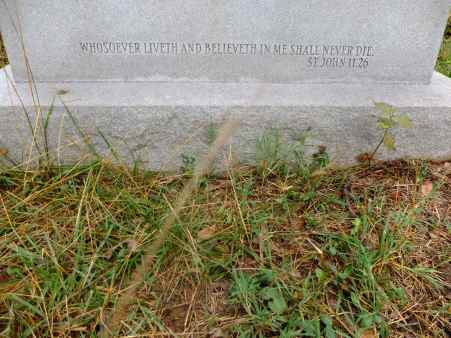 WHOSOEVER LIVETH AND BELIEVETH IN ME SHALL NEVER DIE.
ST. JOHN 11.26